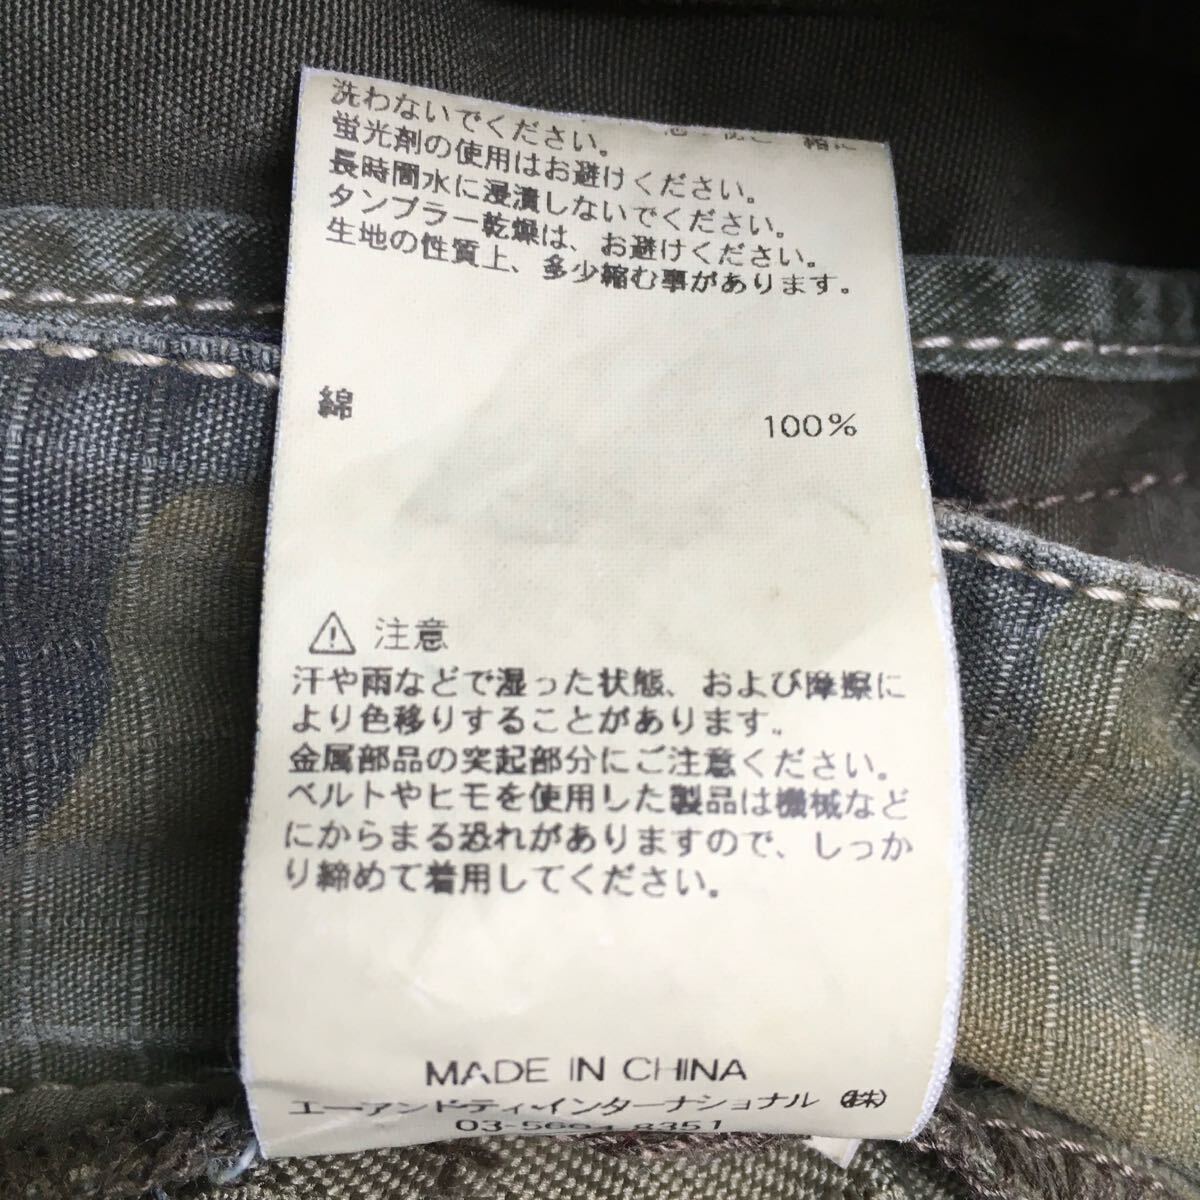 緒に
洗わないでください。
蛍光剤の使用はお避けください。
長時間水に浸漬しないでください。
タンブラー乾燥は、お避けください。
生地の性質上、多少縮む事があります。
綿 100%
注意
汗や雨などで湿った状態、および摩擦に
より色移りすることがあります。
金属部品の突起部分にご注意ください。
ベルトやヒモを使用した製品は機械など
にからまる恐れがありますので、しっか
り締めて着用してください。
MADE IN CHINA
エーアンドティ・インターナショナル (株)